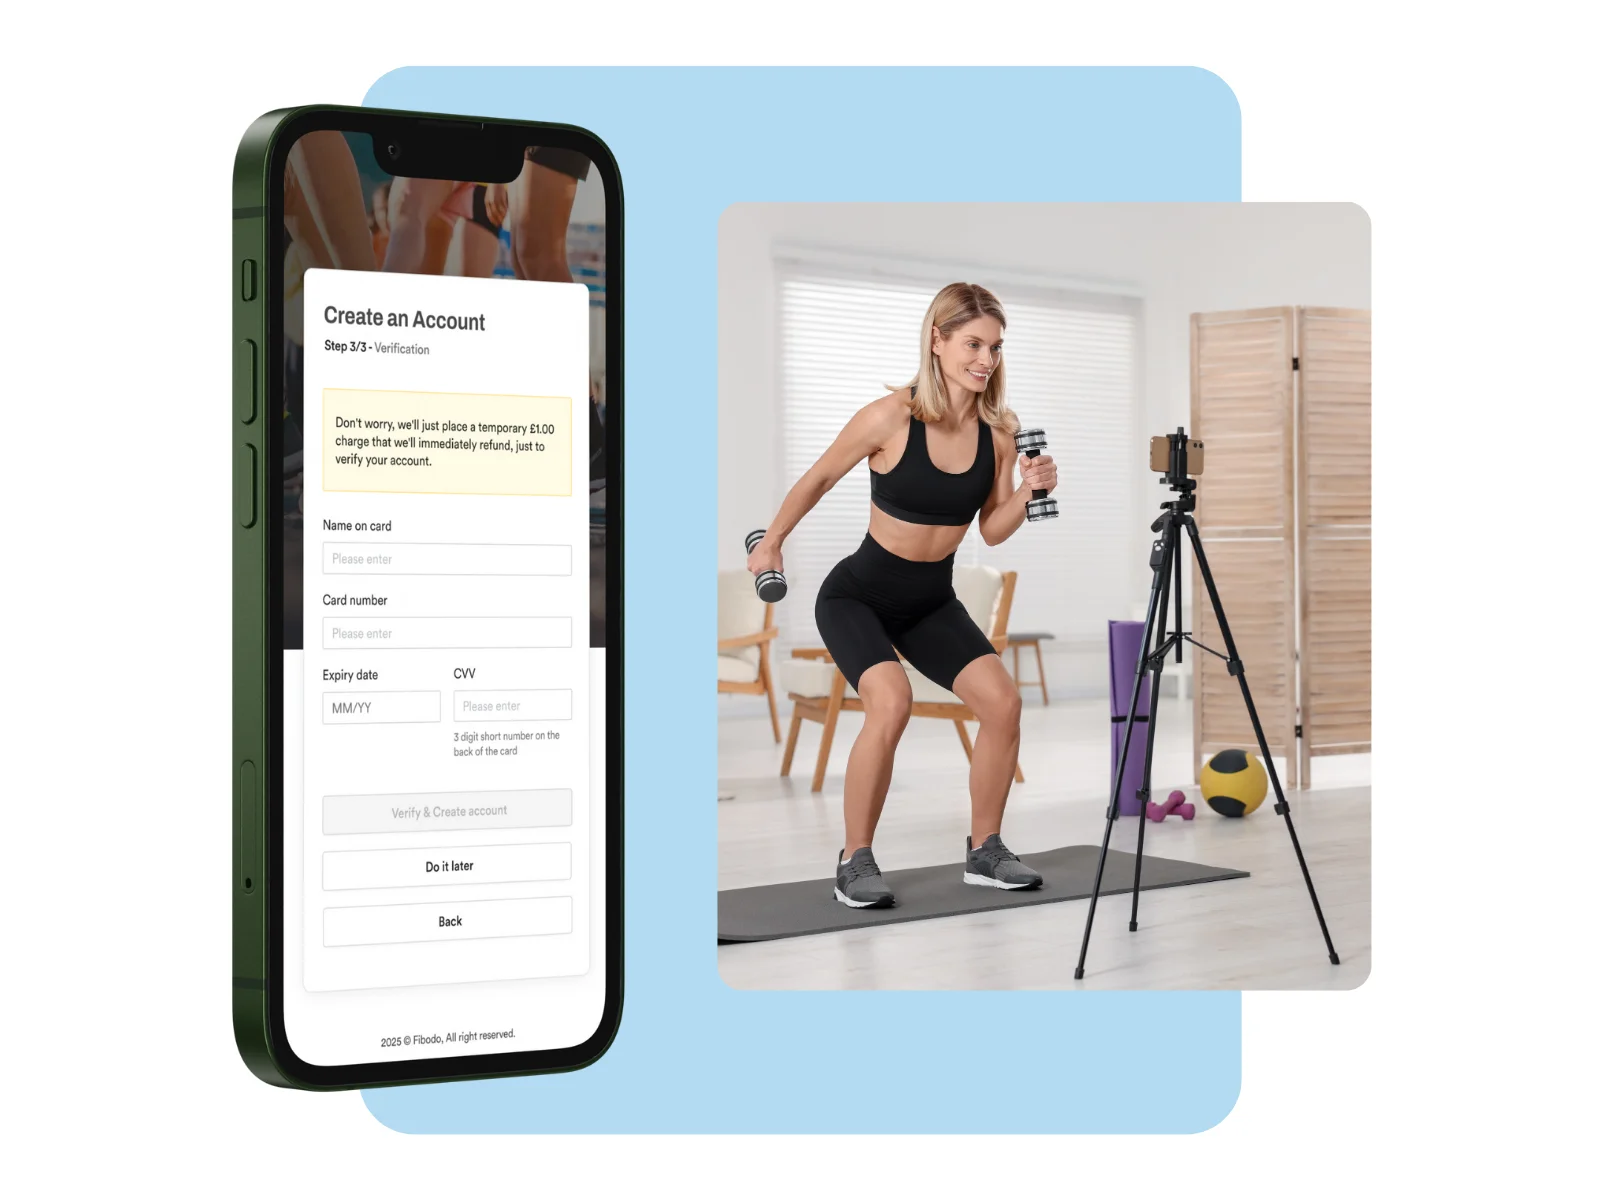 Create an Account
Step 3/3 - Verification
Don't worry, we'll just place a temporary £1.00
charge that we'll immediately refund, just to
verify your account.
Name on card
Please enter
Card number
Please enter
Expiry date
CVV
MM/YY
Please enter
3 digit short number on the
back of the card
Verify & Create account
Do it later
Back
2025 © Fibodo, All right reserved.